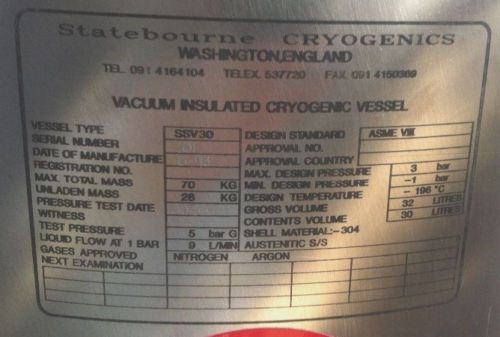 Statebourne CRYOGENICS
WASHINGTON, ENGLAND
TEL. 091 4164104 TELEX. 537720 FAX. 091 4150369
VACUUM INSULATED CRYOGENIC VESSEL
VESSEL TYPE SSV30 DESIGN STANDARD ASME VIII
SERIAL NUMBER APPROVAL NO.
DATE OF MANUFACTURE APPROVAL COUNTRY
REGISTRATION NO. MAX. DESIGN PRESSURE 3 bar
MAX. TOTAL MASS 70 KG MIN. DESIGN PRESSURE -1 bar
UNLADEN MASS 28 KG DESIGN TEMPERATURE - 196 °C
PRESSURE TEST DATE GROSS VOLUME 32 LITRES
WITNESS CONTENTS VOLUME 30 LITRES
TEST PRESSURE 5 bar G SHELL MATERIAL:-304
LIQUID FLOW AT 1 BAR 9 L/MIN AUSTENITIC S/S
GASES APPROVED NITROGEN ARGON
NEXT EXAMINATION